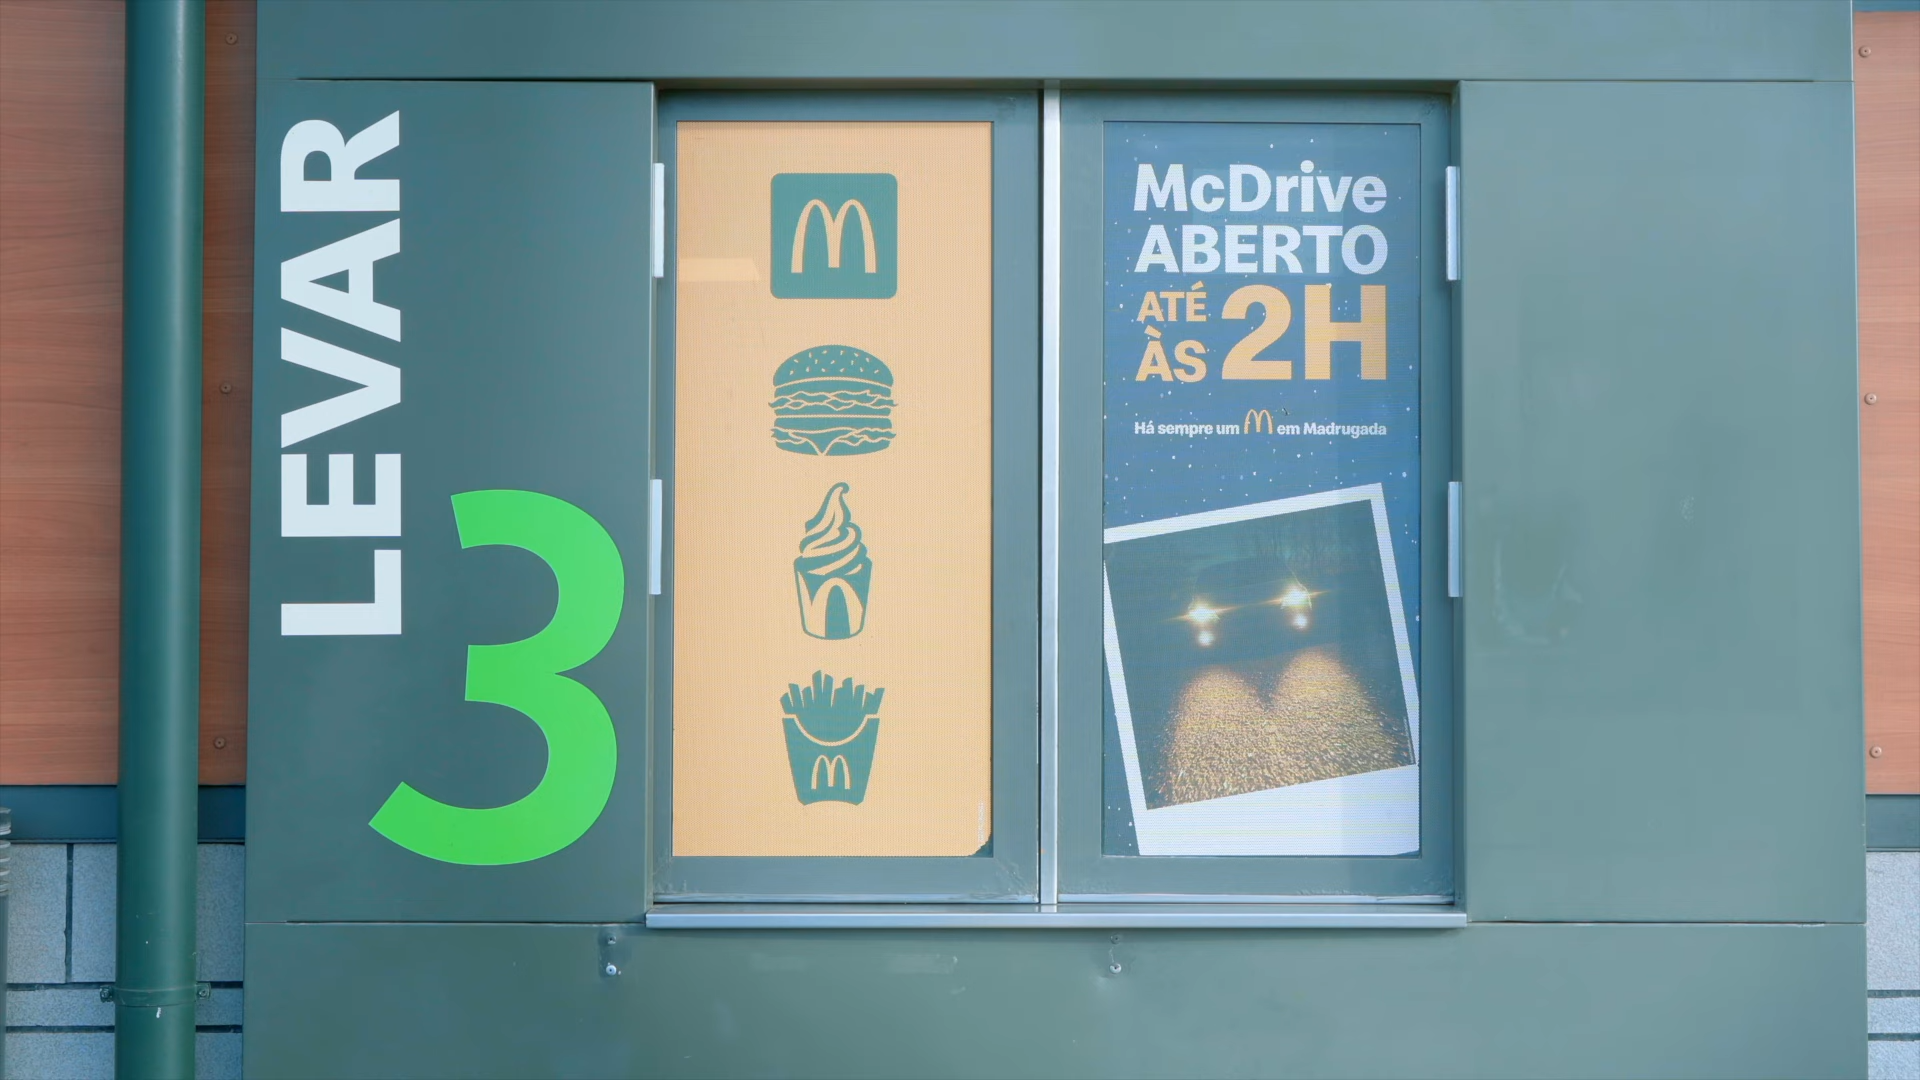 LEVAR
3
McDrive
ABERTO
ATÉ
ÀS 2H
Há sempre um M em Madrugada